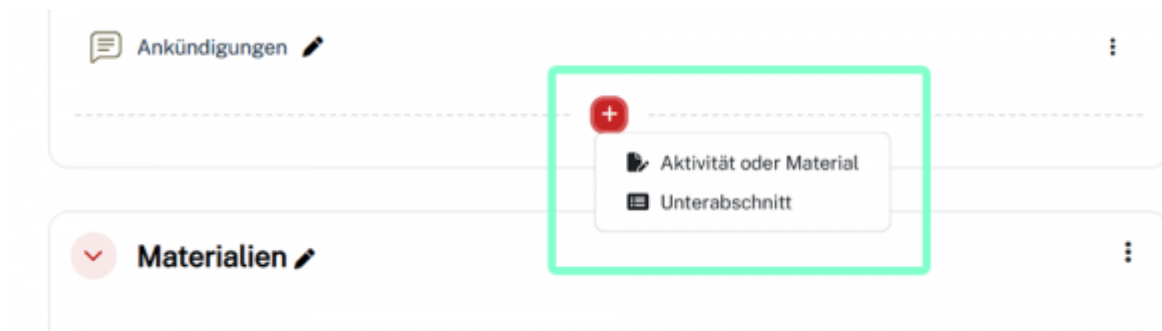 Ankündigungen
+
Aktivität oder Material
Unterabschnitt
Materialien